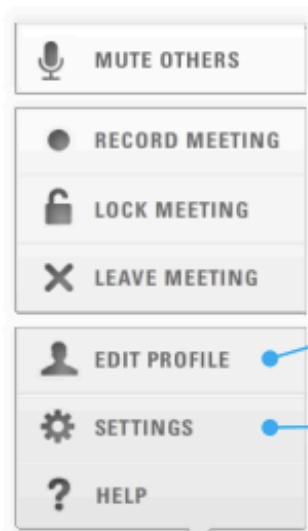 MUTE OTHERS
RECORD MEETING
LOCK MEETING
LEAVE MEETING
EDIT PROFILE
SETTINGS
? HELP